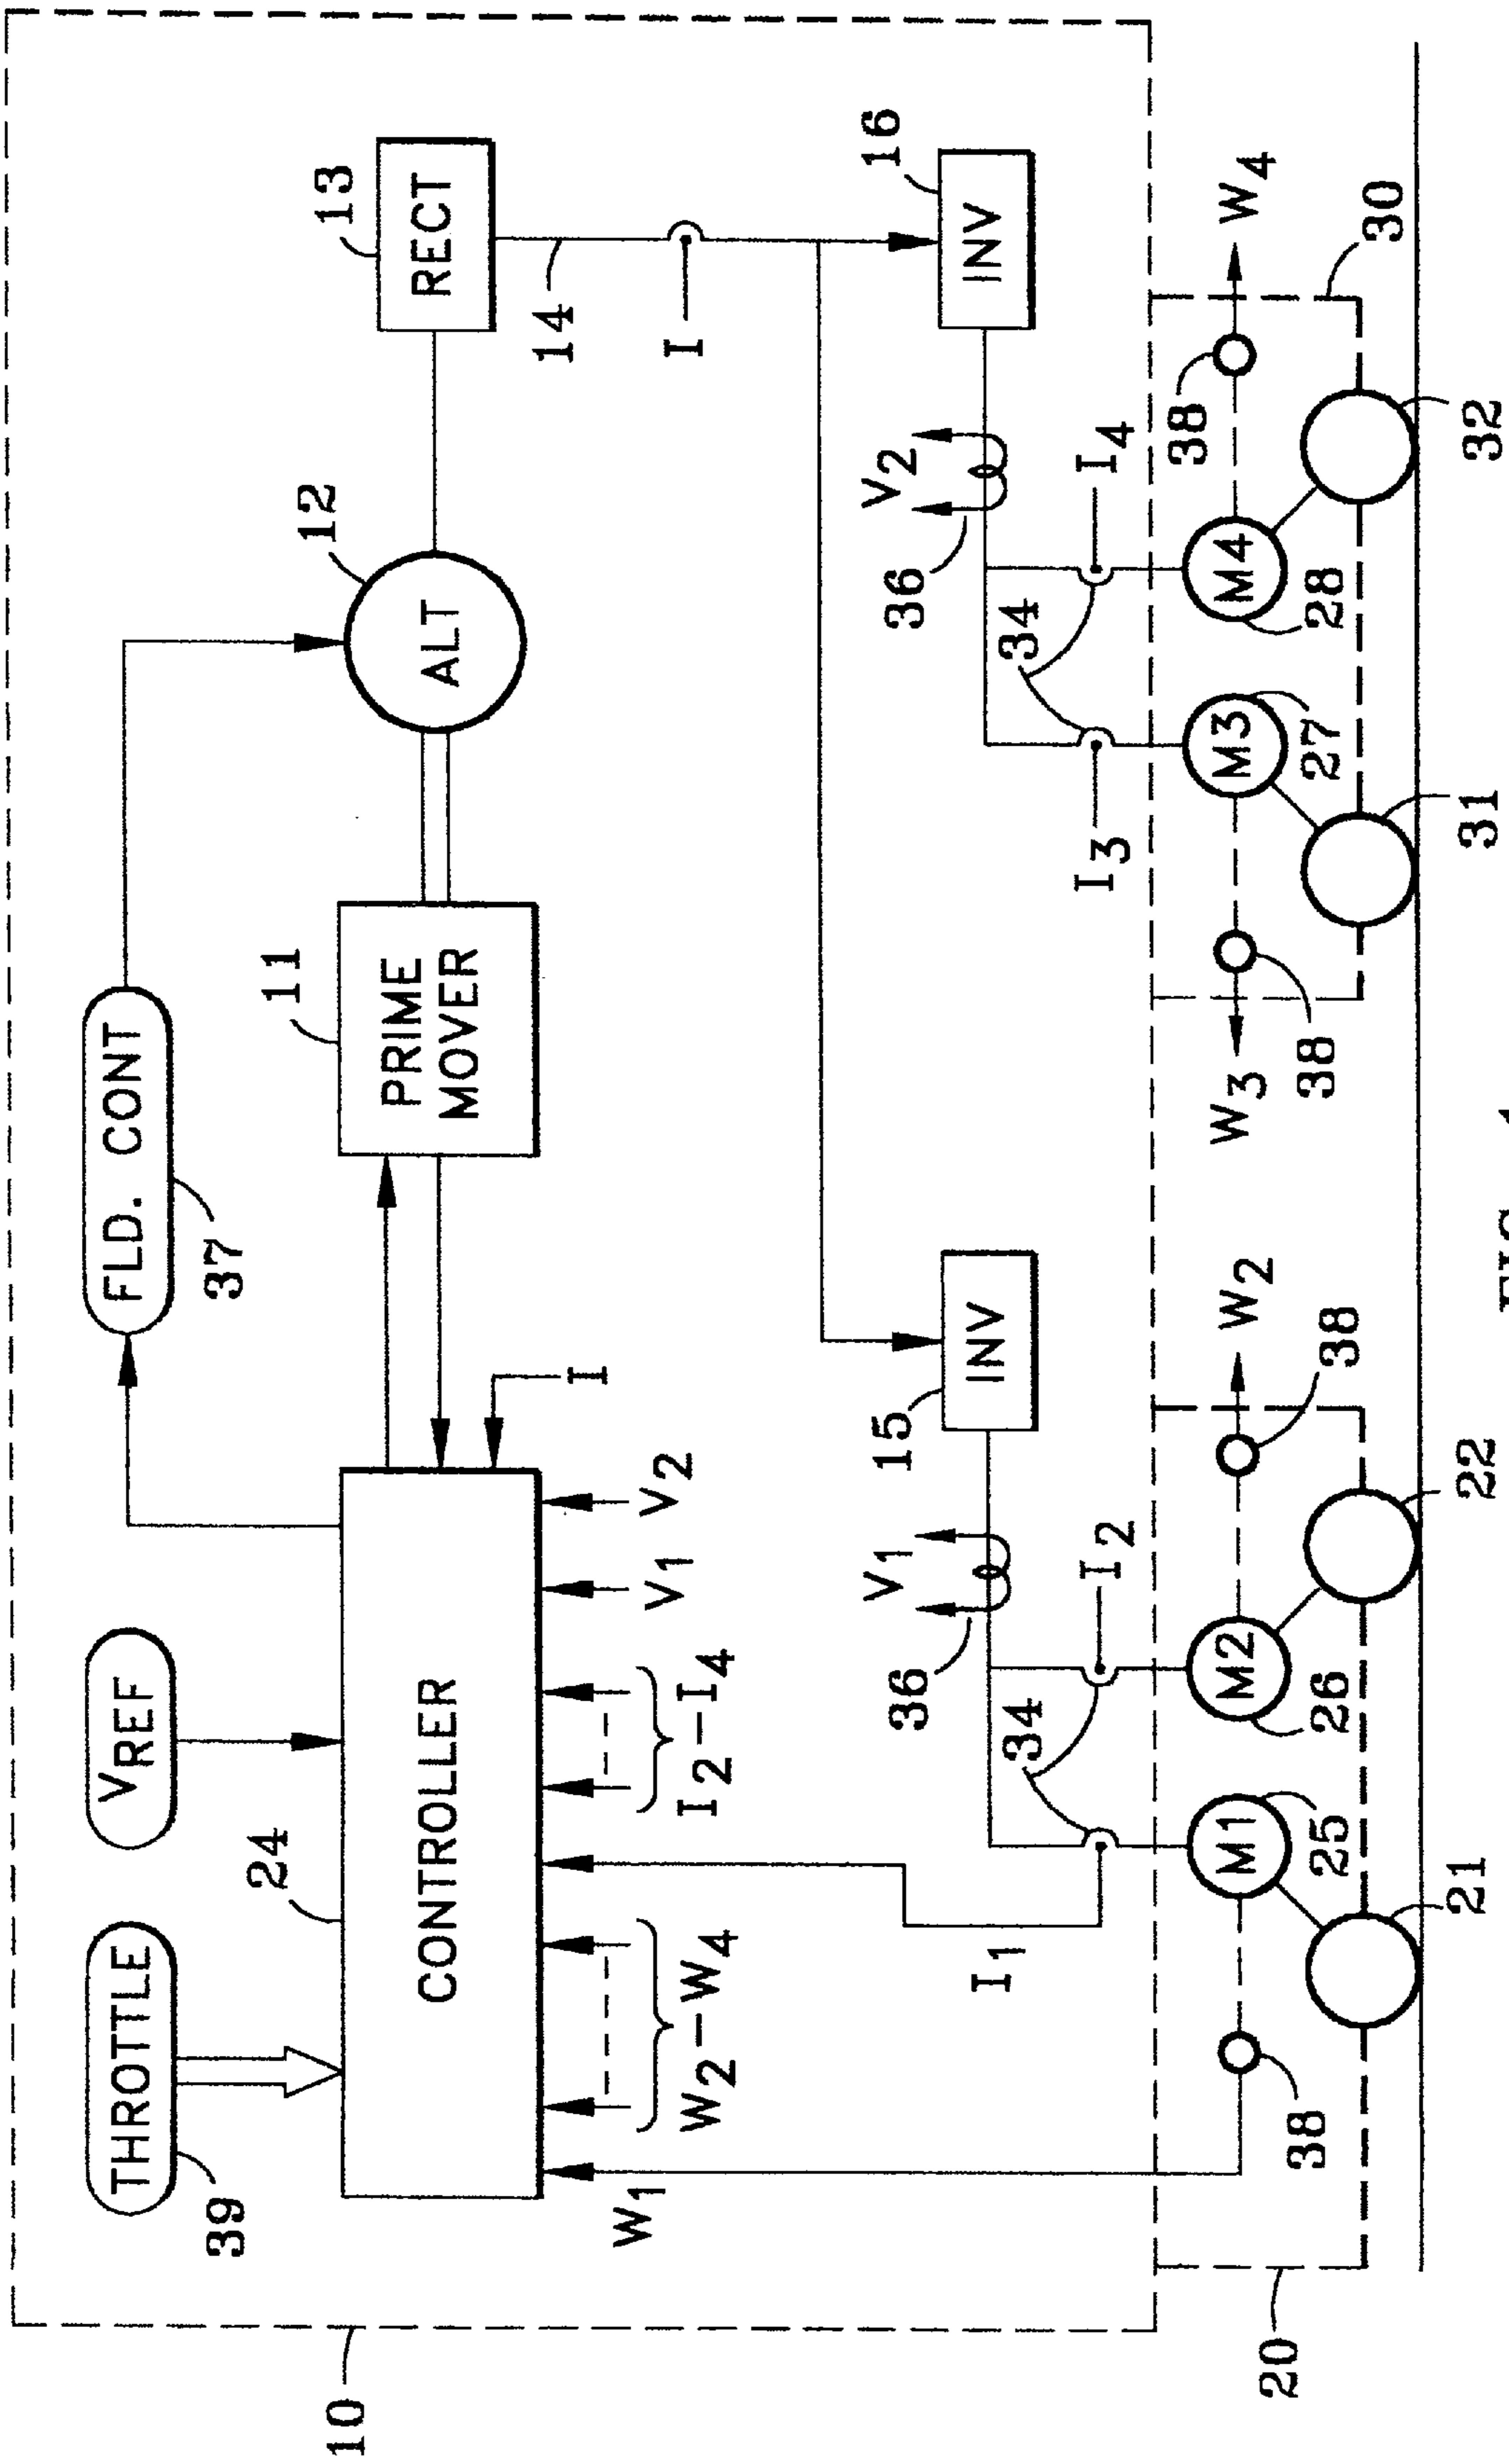 10
THROTTLE
39
VREF
FLD. CONT
37
24
CONTROLLER
11
PRIME
MOVER
12
ALT
13
RECT
14
I
I
W1
W2–W4
I2–I4
V1
V2
I1
15
INV
16
INV
V1
36
V2
36
34
I2
34
I3
I4
20
38
M1
25
M2
26
38
W2
W3
38
M3
27
M4
28
38
W4
30
21
22
31
32